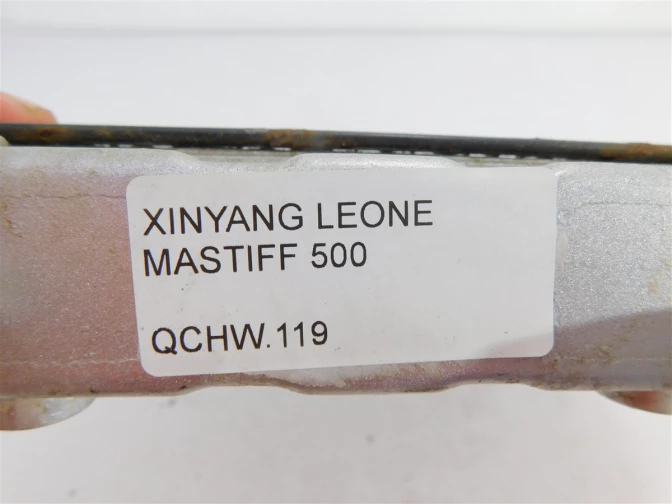 XINYANG LEONE
MASTIFF 500
QCHW.119